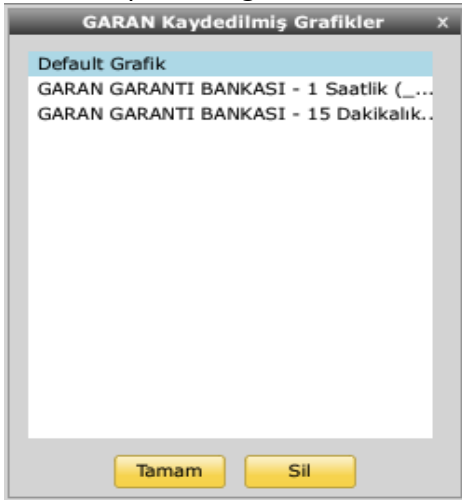 GARAN Kaydedilmiş Grafikler x
Default Grafik
GARAN GARANTI BANKASI - 1 Saatlik (_...
GARAN GARANTI BANKASI - 15 Dakikalık..
Tamam Sil